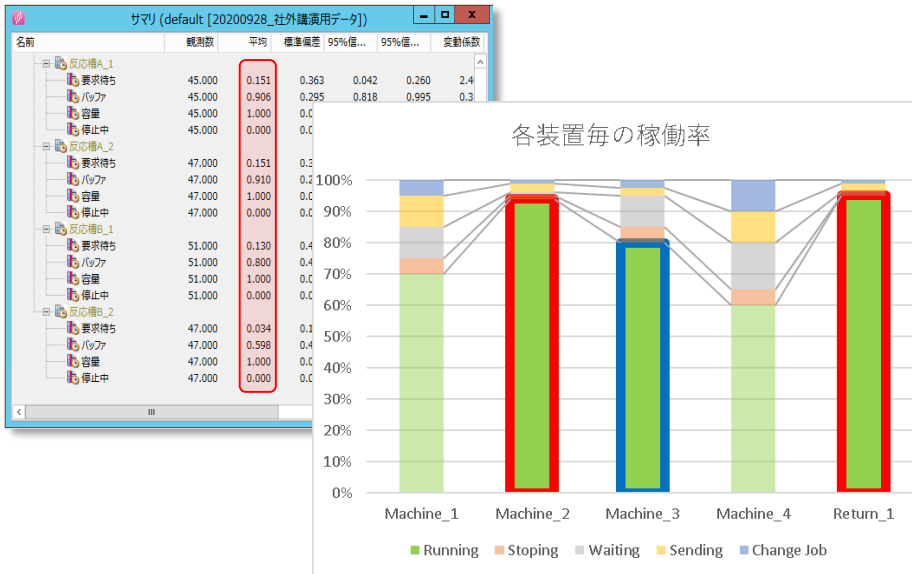 サマリ (default [20200928_社外講演用データ])
名前 観測数 平均 標準偏差 95%信... 95%信... 変動係数
反応槽A_1
要求待ち 45.000 0.151 0.363 0.042 0.260
バッファ 45.000 0.906 0.295 0.818 0.995
容量 45.000 1.000
停止中 45.000 0.000
反応槽A_2
要求待ち 47.000 0.151
バッファ 47.000 0.910
容量 47.000 1.000
停止中 47.000 0.000
反応槽B_1
要求待ち 51.000 0.130
バッファ 51.000 0.800
容量 51.000 1.000
停止中 51.000 0.000
反応槽B_2
要求待ち 47.000 0.034
バッファ 47.000 0.598
容量 47.000 1.000
停止中 47.000 0.000
各装置毎の稼働率
100%
90%
80%
70%
60%
50%
40%
30%
20%
10%
0%
Machine_1 Machine_2 Machine_3 Machine_4 Return_1
Running Stoping Waiting Sending Change Job